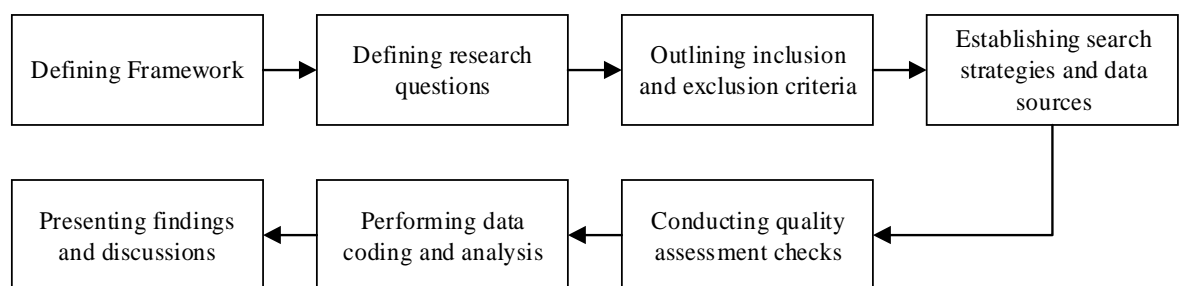 Defining Framework
Defining research
questions
Outlining inclusion
and exclusion criteria
Establishing search
strategies and data
sources
Conducting quality
assessment checks
Performing data
coding and analysis
Presenting findings
and discussions